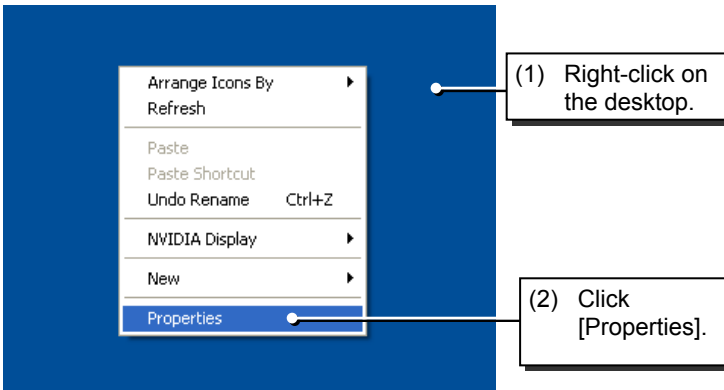 Arrange Icons By
Refresh
Paste
Paste Shortcut
Undo Rename Ctrl+Z
NVIDIA Display
New
Properties
(1) Right-click on
the desktop.
(2) Click
[Properties].